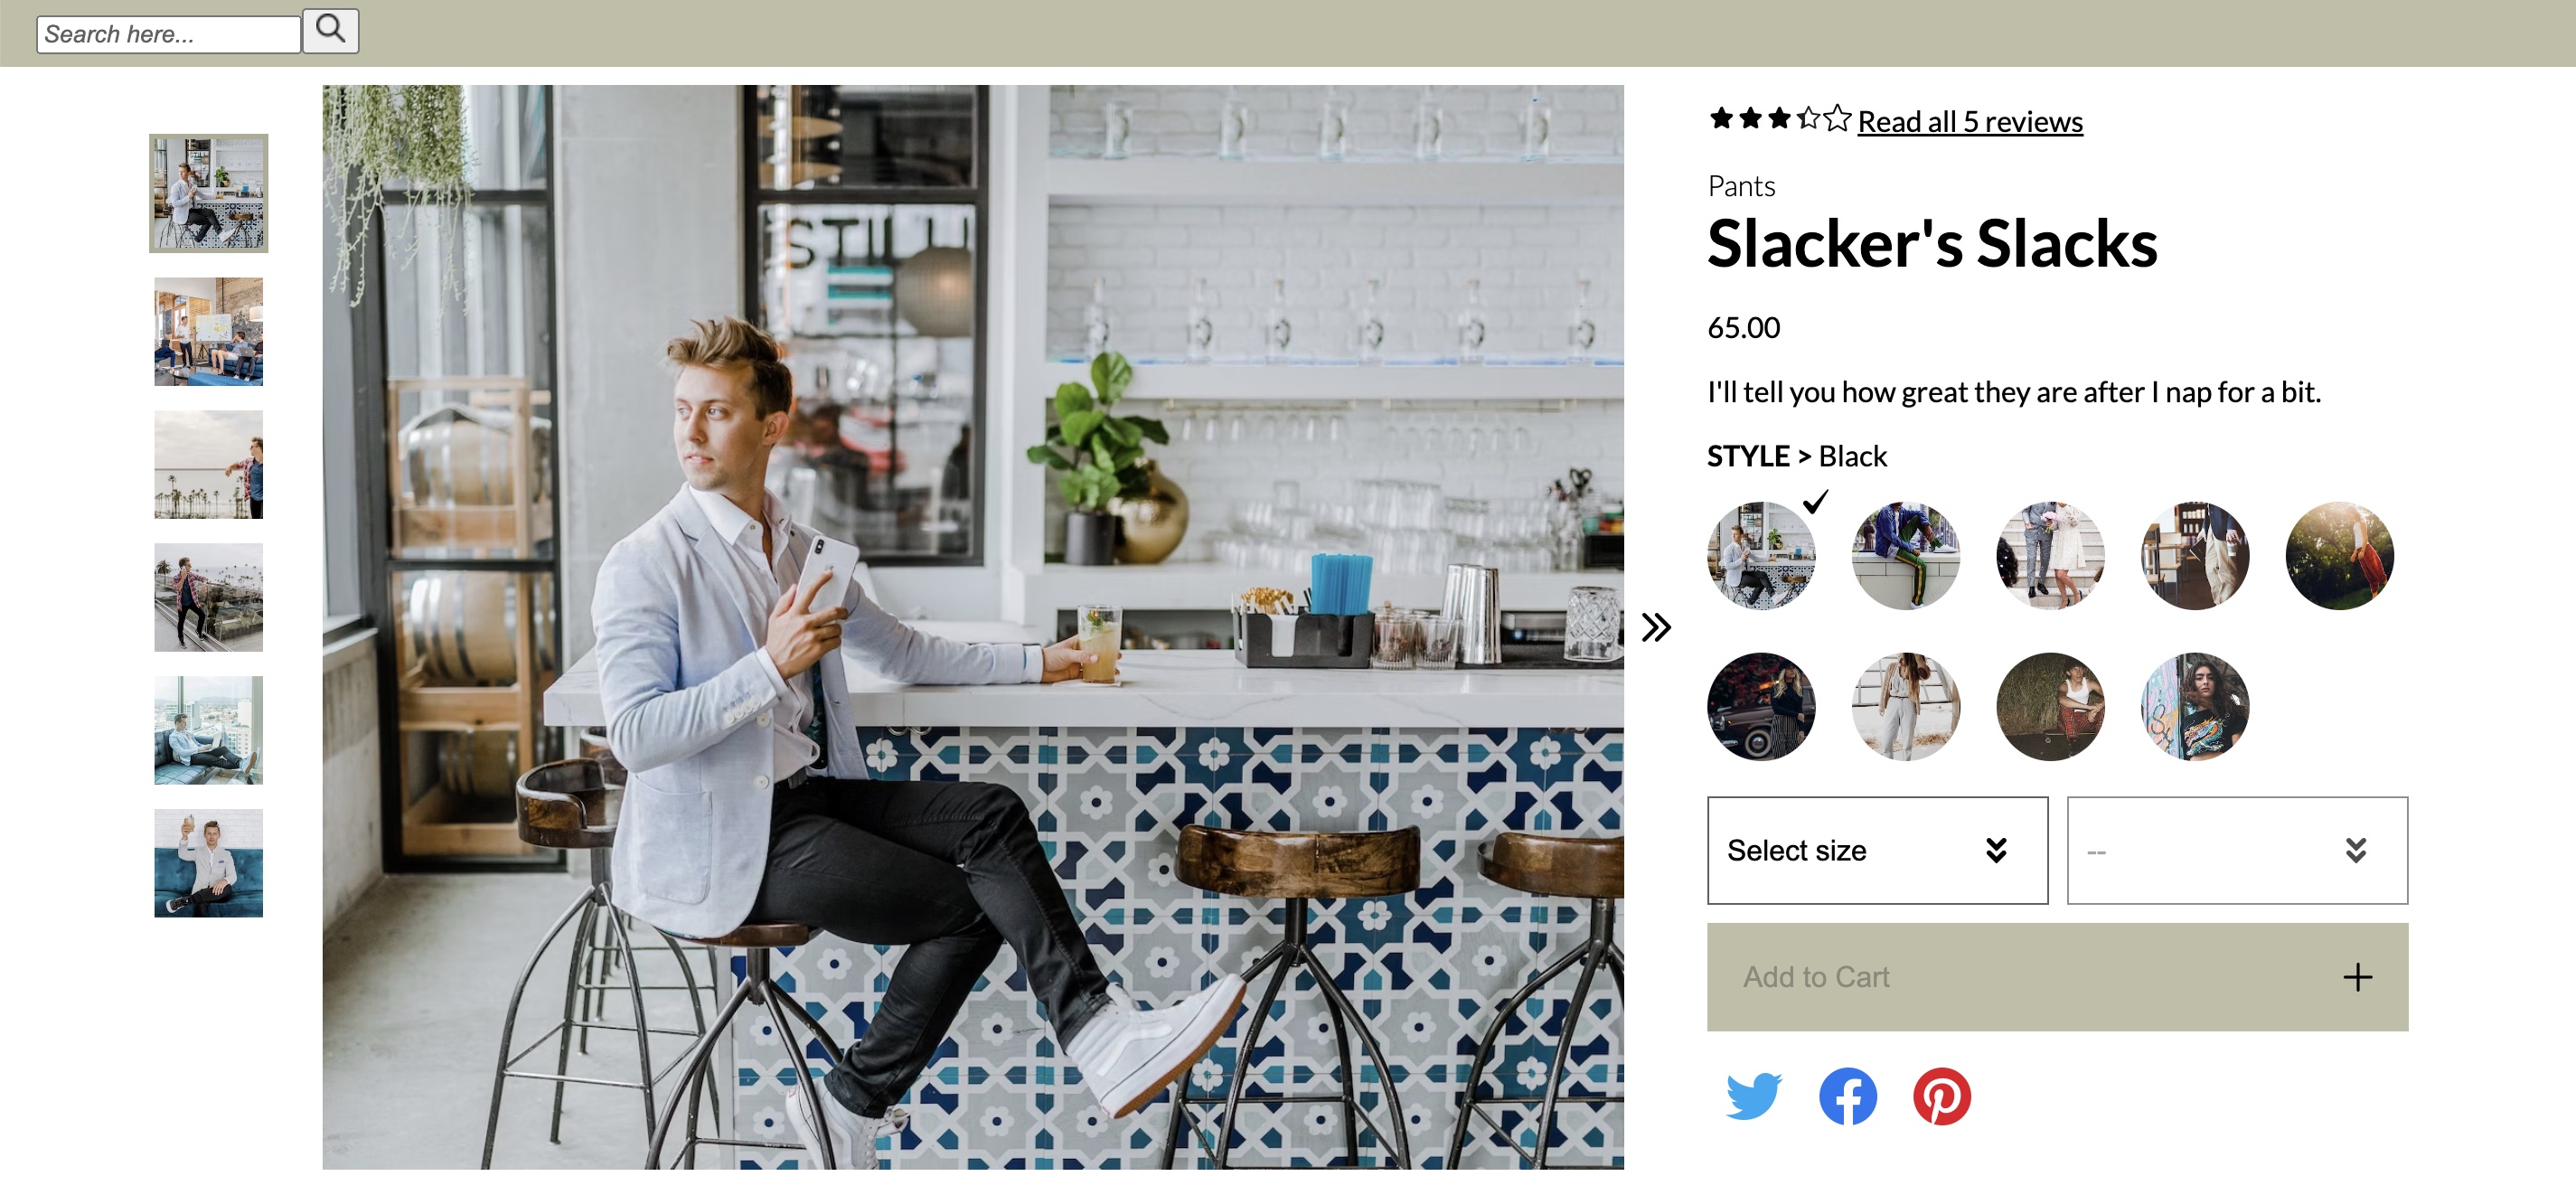 Search here...
Read all 5 reviews
Pants
Slacker's Slacks
65.00
I'll tell you how great they are after I nap for a bit.
STYLE > Black
Select size
--
Add to Cart